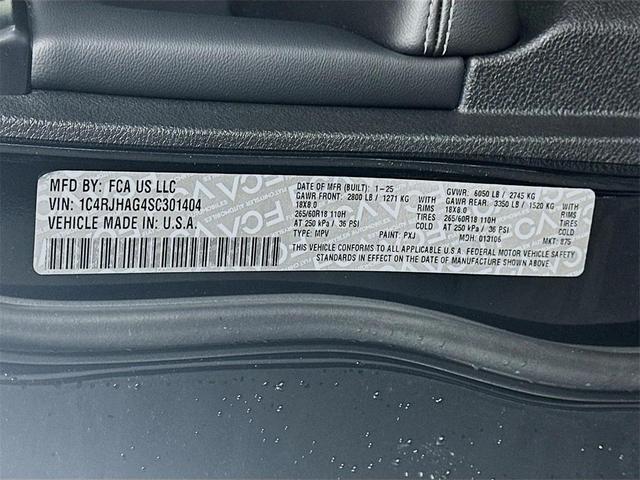 MFD BY: FCA US LLC
VIN: 1C4RJHAG4SC301404
VEHICLE MADE IN: U.S.A.
DATE OF MFR (BUILT): 1-25
GAWR FRONT: 2800 LB / 1271 KG
18X8.0
265/60R18 110H TIRES
AT 250 kPa / 36 PSI COLD
TYPE: MPV PAINT: PXJ
GVWR: 6050 LB / 2745 KG
GAWR REAR: 3350 LB / 1520 KG
18X8.0
265/60R18 110H TIRES
AT 250 kPa / 36 PSI COLD
MDH: 013106 MKT: 875
THIS VEHICLE CONFORMS TO ALL APPLICABLE U.S.A. FEDERAL MOTOR VEHICLE SAFETY
STANDARDS IN EFFECT ON THE DATE OF MANUFACTURE SHOWN ABOVE